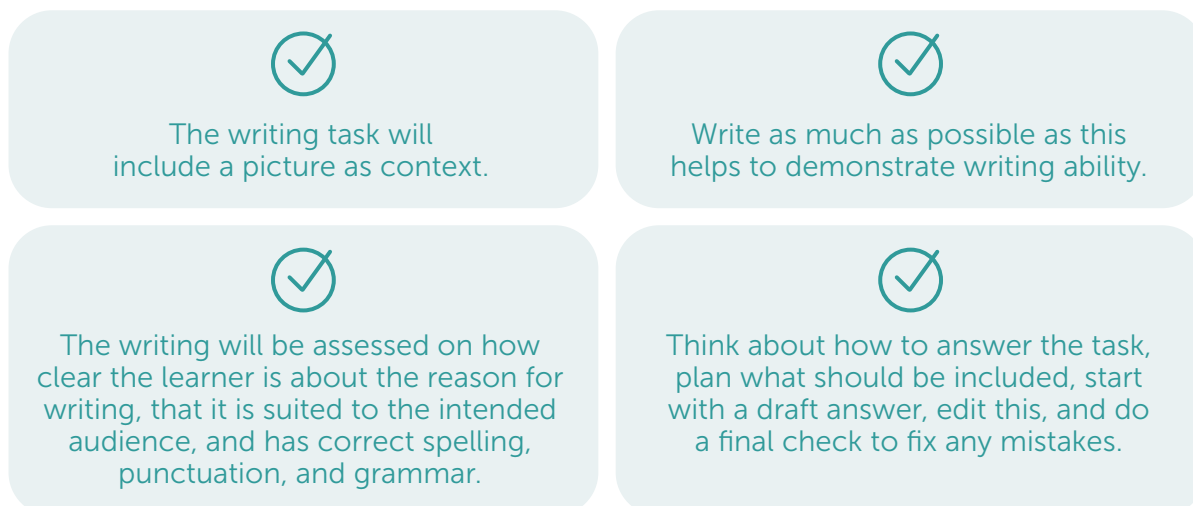 The writing task will
include a picture as context.
Write as much as possible as this
helps to demonstrate writing ability.
The writing will be assessed on how
clear the learner is about the reason for
writing, that it is suited to the intended
audience, and has correct spelling,
punctuation, and grammar.
Think about how to answer the task,
plan what should be included, start
with a draft answer, edit this, and do
a final check to fix any mistakes.